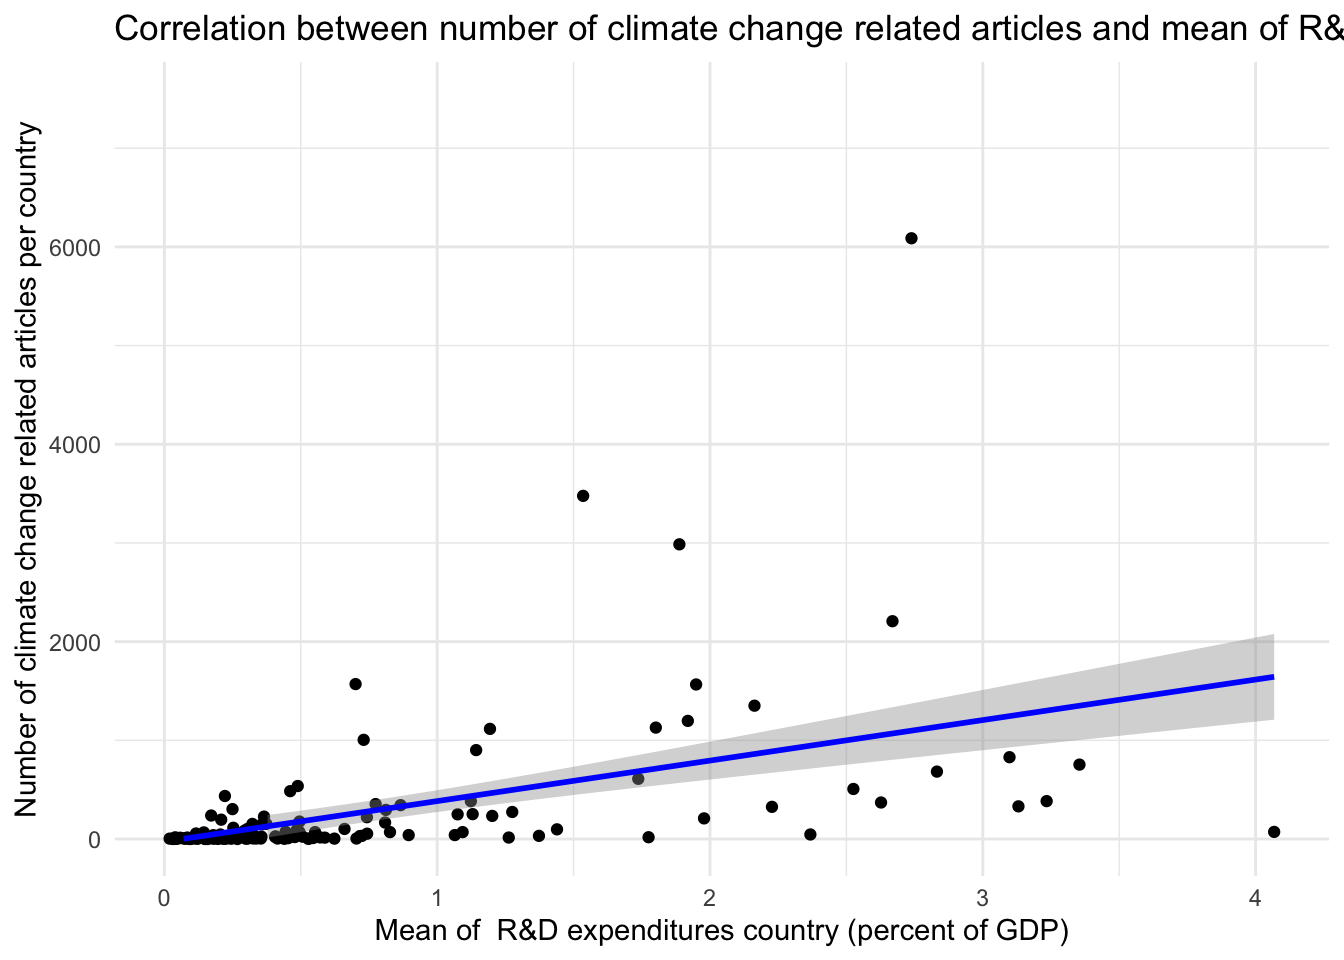 Correlation between number of climate change related articles and mean of R&
Number of climate change related articles per country
6000
4000
2000
0
0 1 2 3 4
Mean of  R&D expenditures country (percent of GDP)